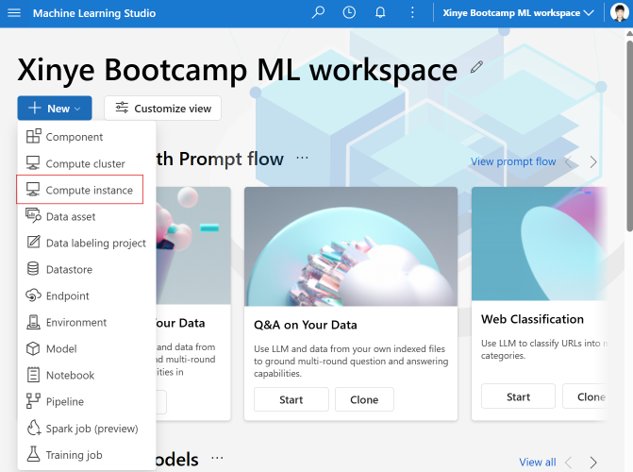 Machine Learning Studio
Xinye Bootcamp ML workspace
Xinye Bootcamp ML workspace
New
Customize view
Component
Compute cluster
Compute instance
Data asset
Data labeling project
Datastore
Endpoint
Environment
Model
Notebook
Pipeline
Spark job (preview)
Training job
th Prompt flow
View prompt flow
Your Data
and data from
nd multi-round
ities in
Q&A on Your Data
Use LLM and data from your own indexed files
to ground multi-round question and answering
capabilities.
Start
Clone
Web Classification
Use LLM to classify URLs into
categories.
Start
Clone
odels
View all